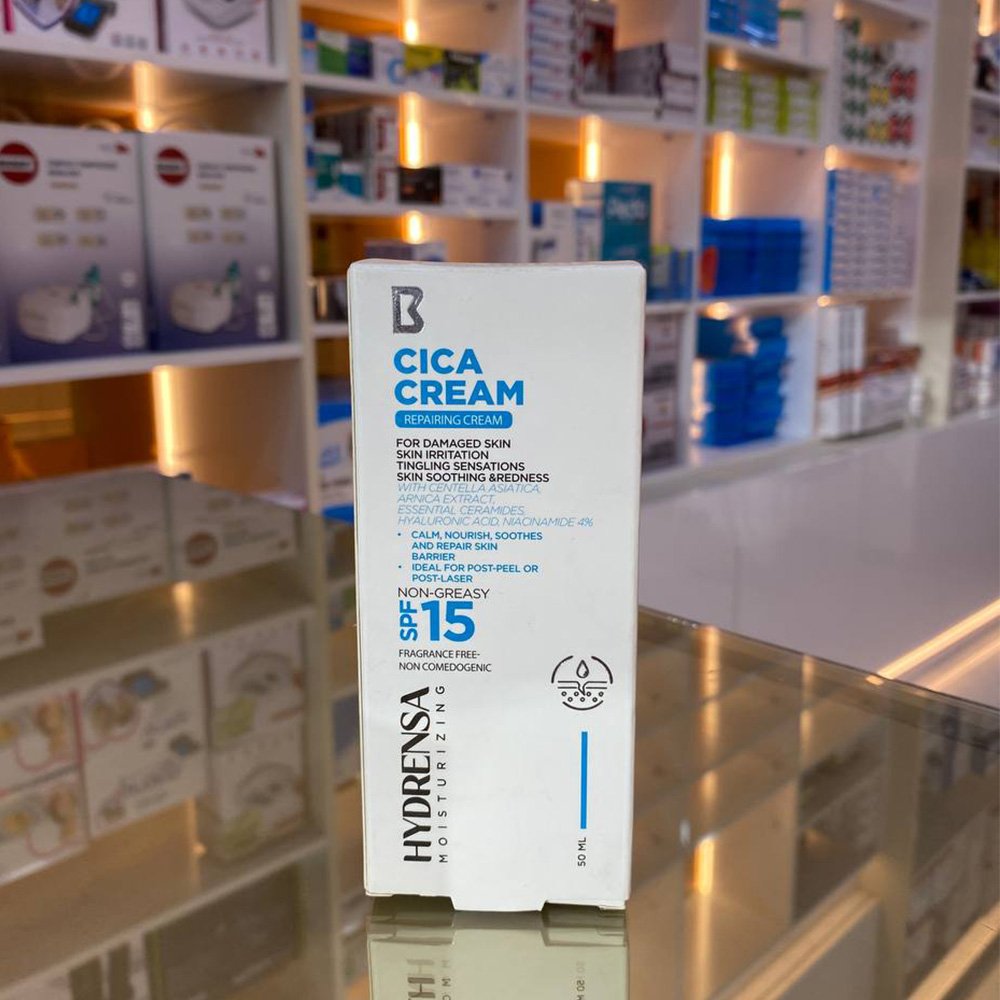 B
CICA
CREAM
REPAIRING CREAM
FOR DAMAGED SKIN
SKIN IRRITATION
TINGLING SENSATIONS
SKIN SOOTHING &REDNESS
WITH CENTELLA ASIATICA,
ARNICA EXTRACT,
ESSENTIAL CERAMIDES,
HYALURONIC ACID, NIACINAMIDE 4%
• CALM, NOURISH, SOOTHES
AND REPAIR SKIN
BARRIER
• IDEAL FOR POST-PEEL OR
POST-LASER
NON-GREASY
SPF 15
FRAGRANCE FREE-
NON COMEDOGENIC
HYDRENSA
MOISTURIZING
50 ML